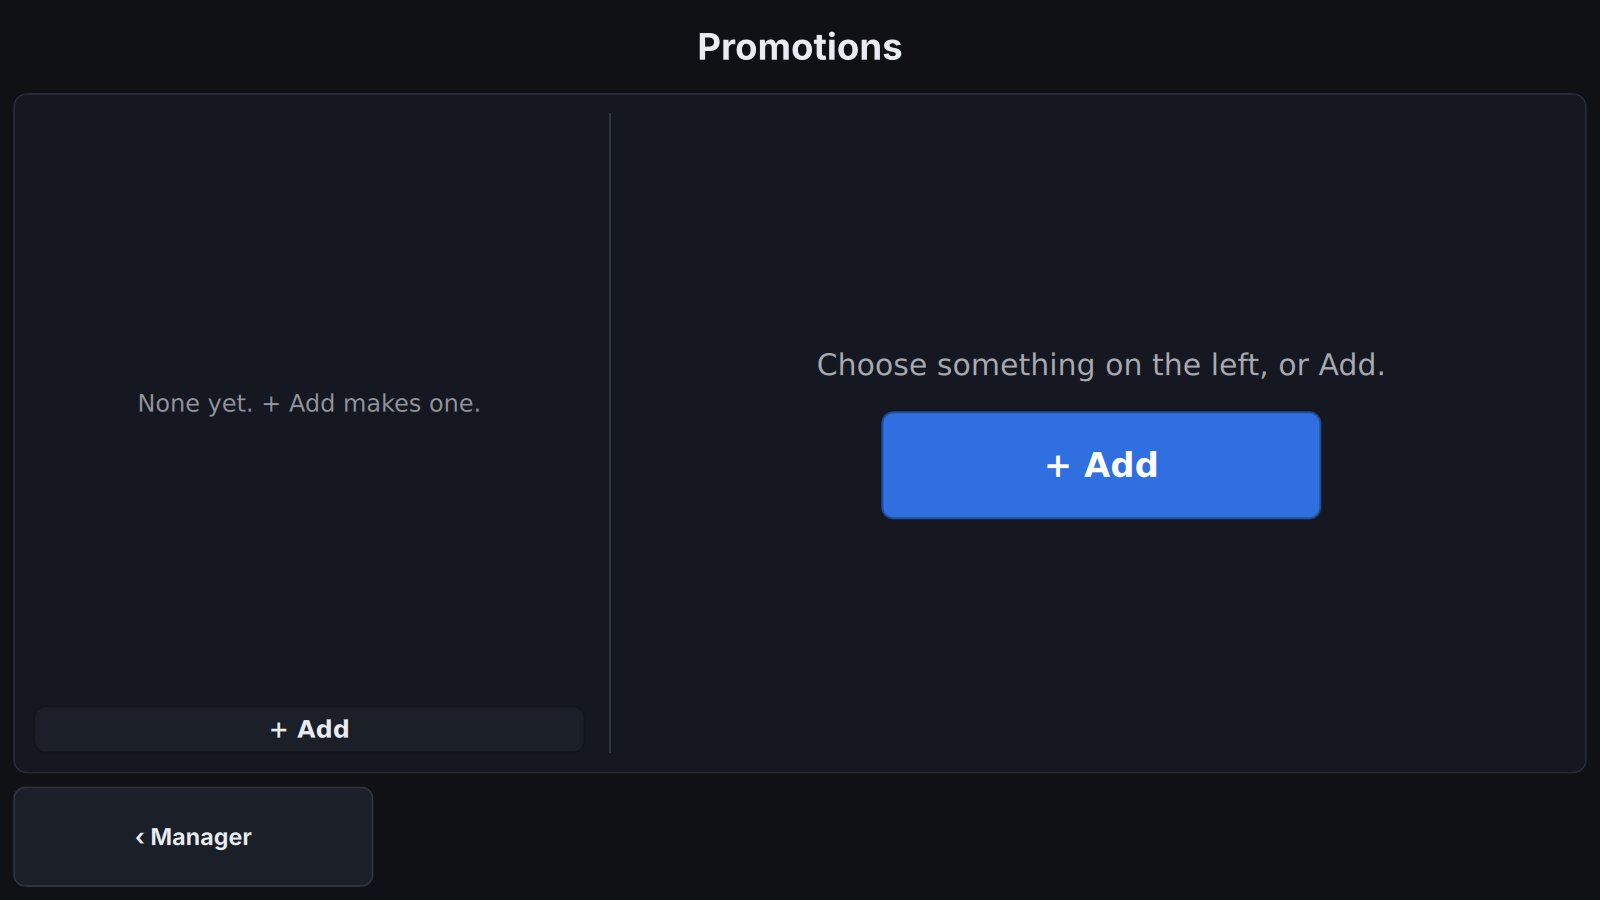 Promotions
None yet. + Add makes one.
+ Add
Choose something on the left, or Add.
+ Add
‹ Manager